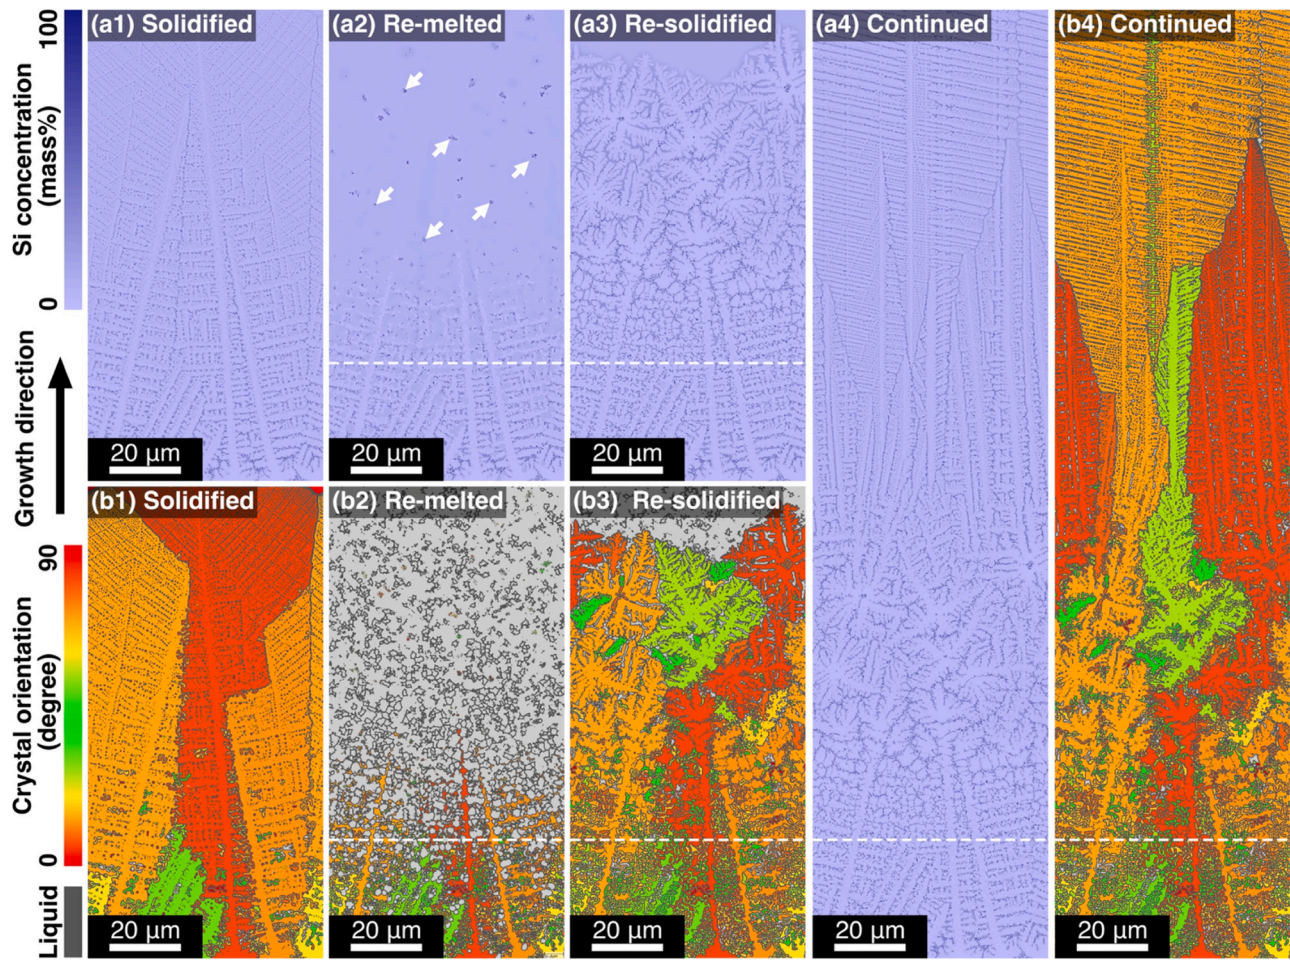 (a1) Solidified
(a2) Re-melted
(a3) Re-solidified
(a4) Continued
(b4) Continued
100
Si concentration
(mass%)
0
Growth direction
20 µm
20 µm
20 µm
(b1) Solidified
(b2) Re-melted
(b3) Re-solidified
90
Crystal orientation
(degree)
0
Liquid
20 µm
20 µm
20 µm
20 µm
20 µm